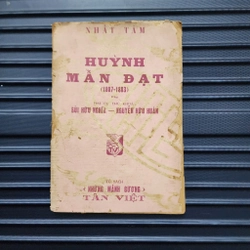 NHẤT TÂM
HUỲNH
MẪN ĐẠT
(1807-1883)
BÙI HỮU NGHĨA — NGUYỄN HỮU HUÂN
« NHỮNG MẢNH GƯƠNG »
TÂN VIỆT